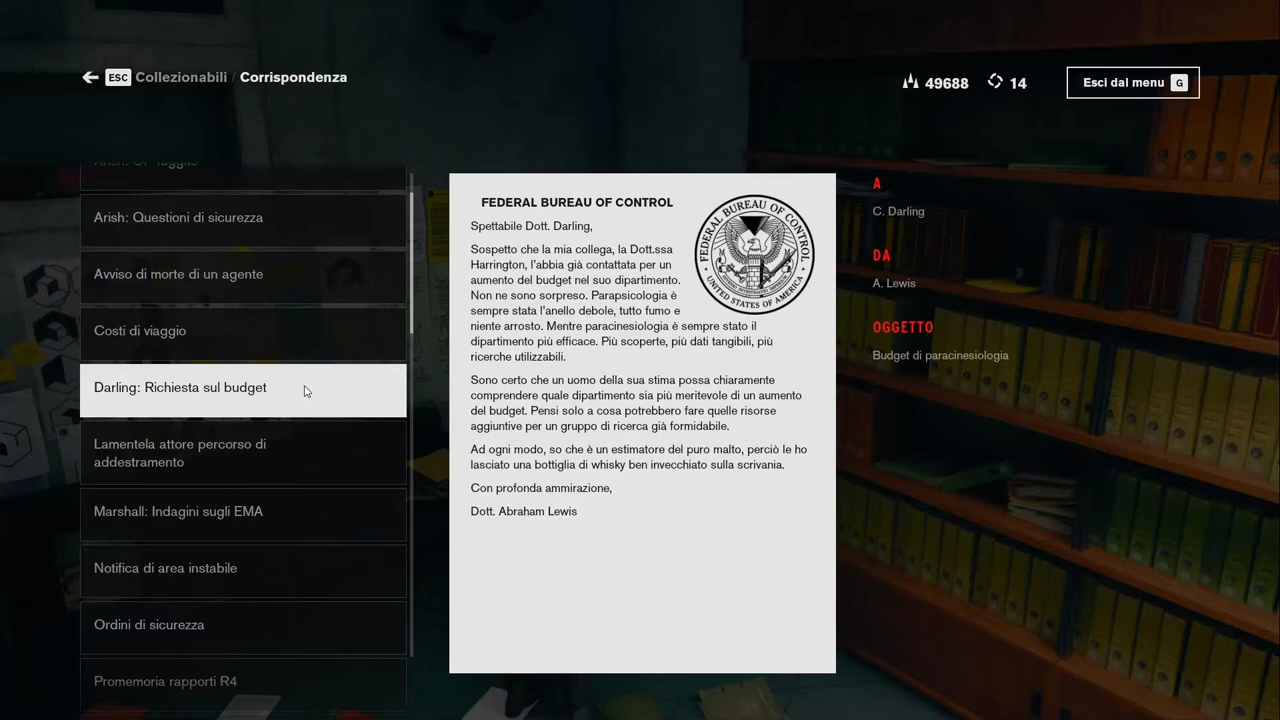 ESC Collezionabili / Corrispondenza
49688
14
Esci dal menu G
Arish: Questioni di sicurezza
Avviso di morte di un agente
Costi di viaggio
Darling: Richiesta sul budget
Lamentela attore percorso di
addestramento
Marshall: Indagini sugli EMA
Notifica di area instabile
Ordini di sicurezza
Promemoria rapporti R4
FEDERAL BUREAU OF CONTROL
Spettabile Dott. Darling,
Sospetto che la mia collega, la Dott.ssa
Harrington, l'abbia già contattata per un
aumento del budget nel suo dipartimento.
Non ne sono sorpreso. Parapsicologia è
sempre stata l'anello debole, tutto fumo e
niente arrosto. Mentre paracinesiologia è sempre stato il
dipartimento più efficace. Più scoperte, più dati tangibili, più
ricerche utilizzabili.
Sono certo che un uomo della sua stima possa chiaramente
comprendere quale dipartimento sia più meritevole di un aumento
del budget. Pensi solo a cosa potrebbero fare quelle risorse
aggiuntive per un gruppo di ricerca già formidabile.
Ad ogni modo, so che è un estimatore del puro malto, perciò le ho
lasciato una bottiglia di whisky ben invecchiato sulla scrivania.
Con profonda ammirazione,
Dott. Abraham Lewis
FEDERAL BUREAU OF CONTROL
UNITED STATES OF AMERICA
A
C. Darling
DA
A. Lewis
OGGETTO
Budget di paracinesiologia